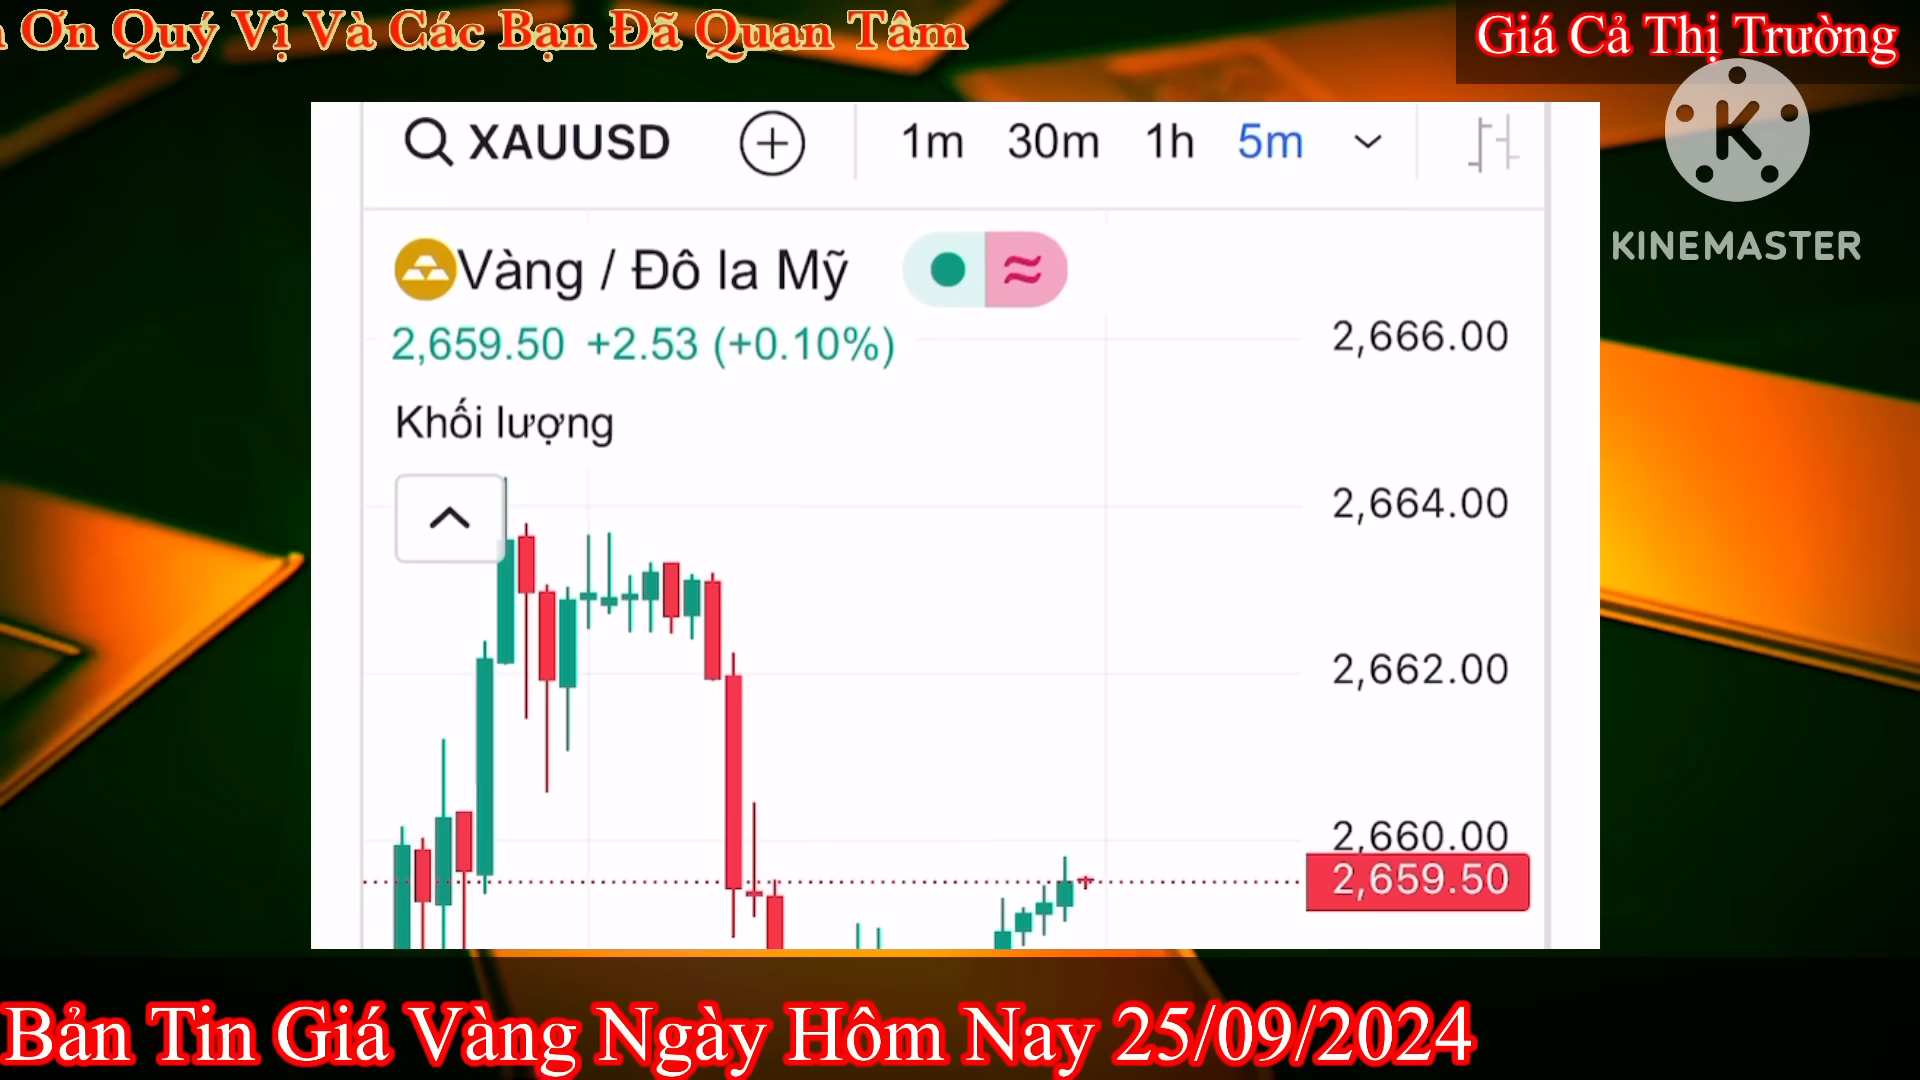 Ơn Quý Vị Và Các Bạn Đã Quan Tâm
Giá Cả Thị Trường
KINEMASTER
XAUUSD 1m 30m 1h 5m
Vàng / Đô la Mỹ
2,659.50 +2.53 (+0.10%)
Khối lượng
2,666.00
2,664.00
2,662.00
2,660.00
2,659.50
Bản Tin Giá Vàng Ngày Hôm Nay 25/09/2024